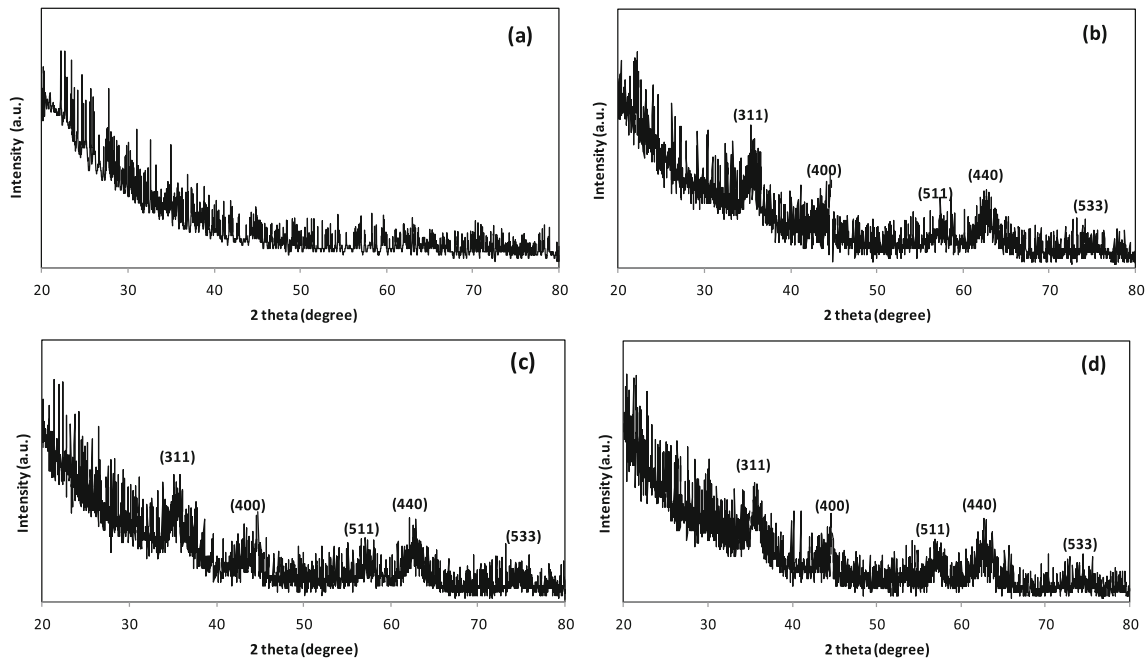 (a)
Intensity (a.u.)
20 30 40 50 60 70 80
2 theta (degree)
(b)
(311)
(400)
(511)
(440)
(533)
Intensity (a.u.)
20 30 40 50 60 70 80
2 theta (degree)
(c)
(311)
(400)
(511)
(440)
(533)
Intensity (a.u.)
20 30 40 50 60 70 80
2 theta (degree)
(d)
(311)
(400)
(511)
(440)
(533)
Intensity (a.u.)
20 30 40 50 60 70 80
2 theta (degree)